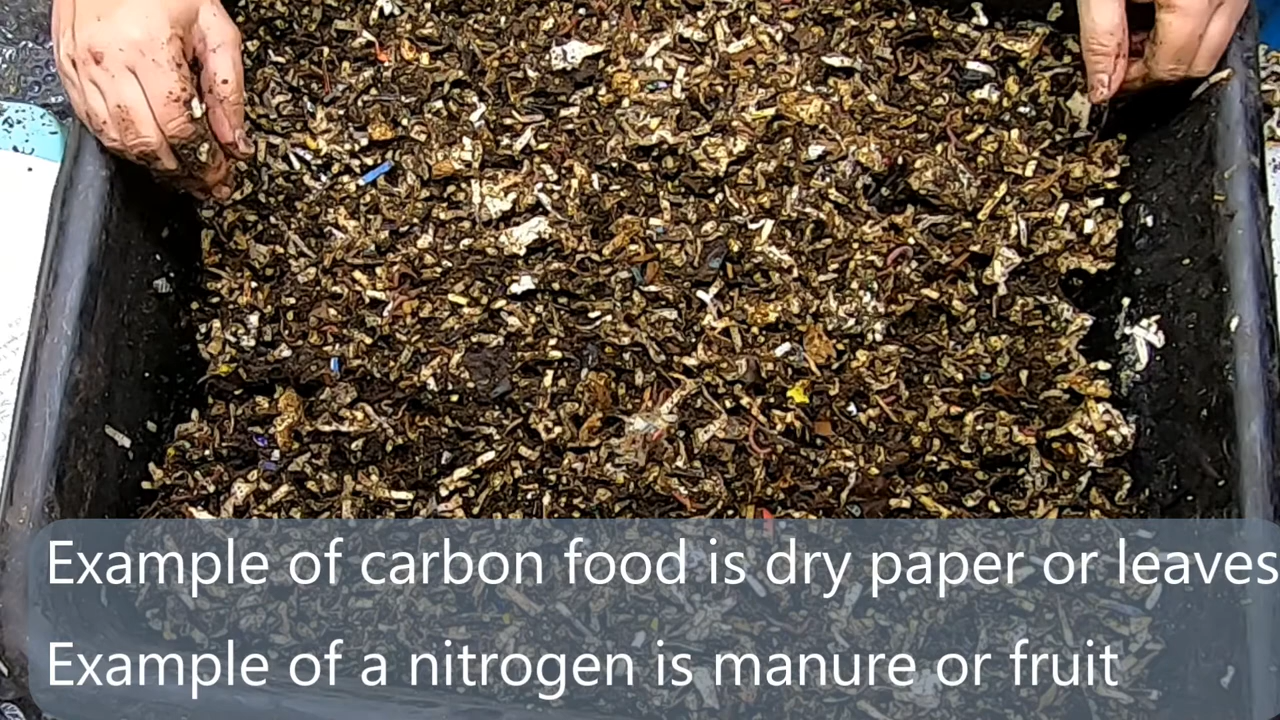 Example of carbon food is dry paper or leaves
Example of a nitrogen is manure or fruit